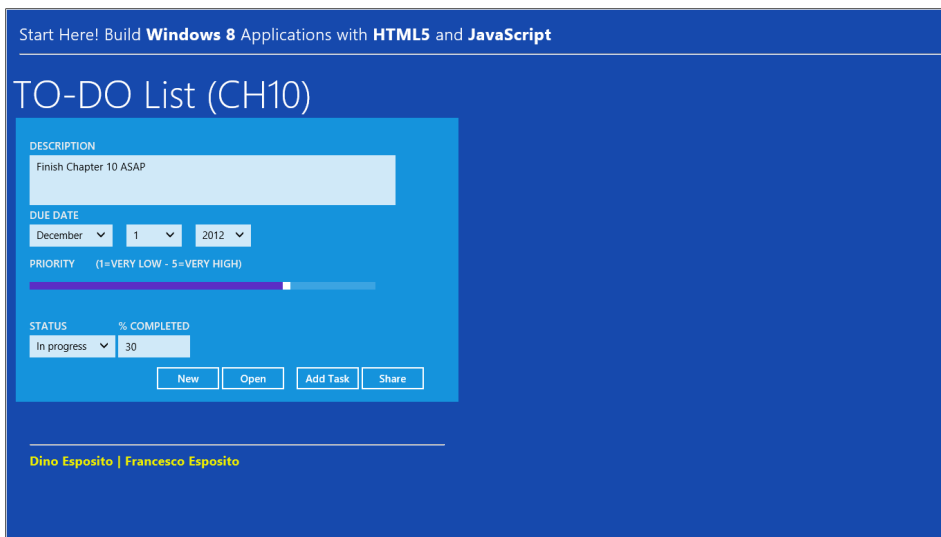 Start Here! Build Windows 8 Applications with HTML5 and JavaScript
TO-DO List (CH10)
DESCRIPTION
Finish Chapter 10 ASAP
DUE DATE
December 1 2012
PRIORITY (1=VERY LOW - 5=VERY HIGH)
STATUS % COMPLETED
In progress 30
New Open Add Task Share
Dino Esposito | Francesco Esposito